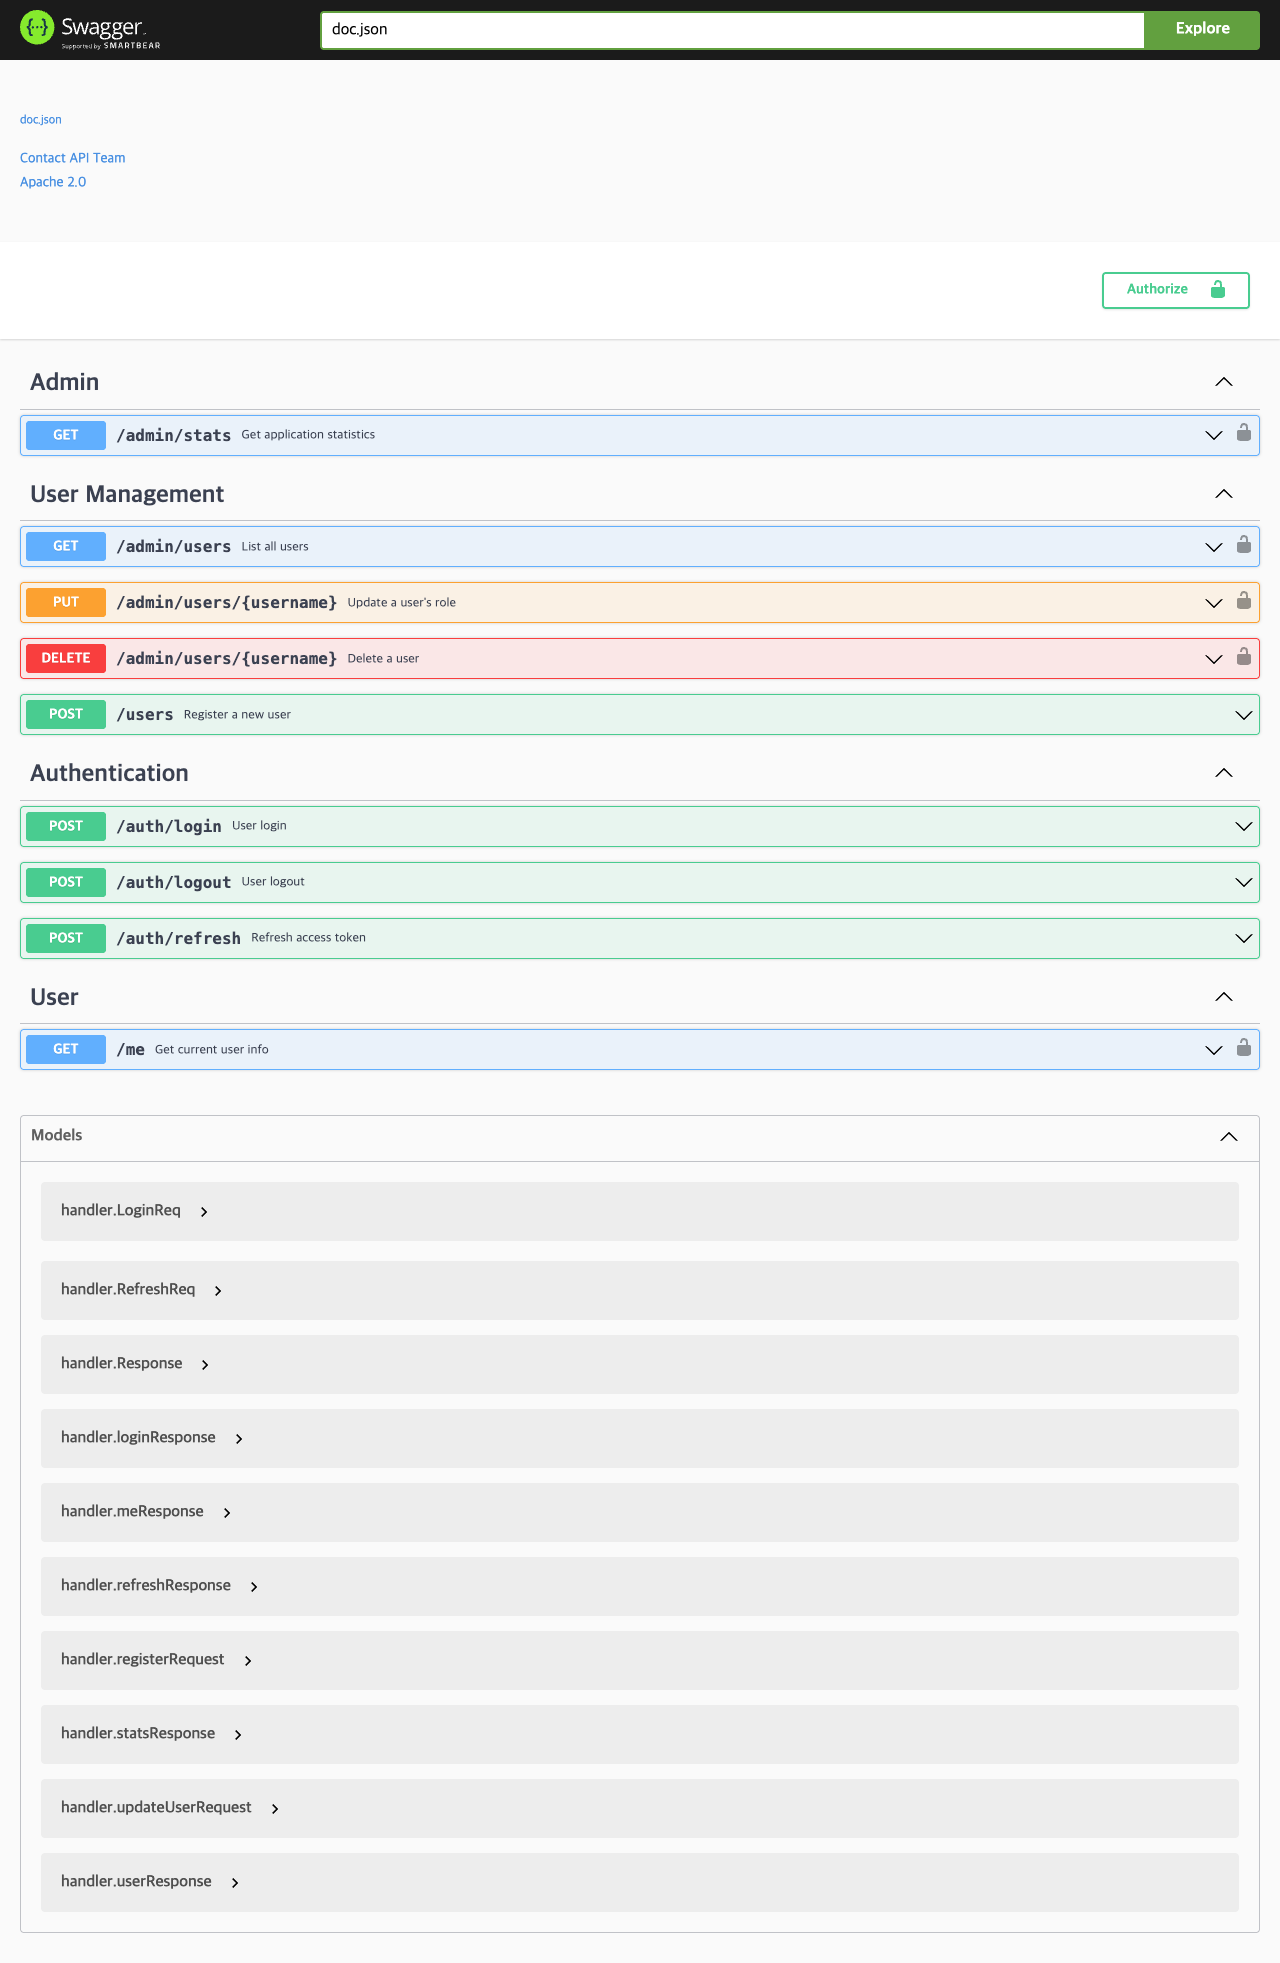 Swagger.
Supported by SMARTBEAR
doc.json
Explore
doc.json
Contact API Team
Apache 2.0
Authorize
Admin
GET /admin/stats Get application statistics
User Management
GET /admin/users List all users
PUT /admin/users/{username} Update a user's role
DELETE /admin/users/{username} Delete a user
POST /users Register a new user
Authentication
POST /auth/login User login
POST /auth/logout User logout
POST /auth/refresh Refresh access token
User
GET /me Get current user info
Models
handler.LoginReq
handler.RefreshReq
handler.Response
handler.loginResponse
handler.meResponse
handler.refreshResponse
handler.registerRequest
handler.statsResponse
handler.updateUserRequest
handler.userResponse